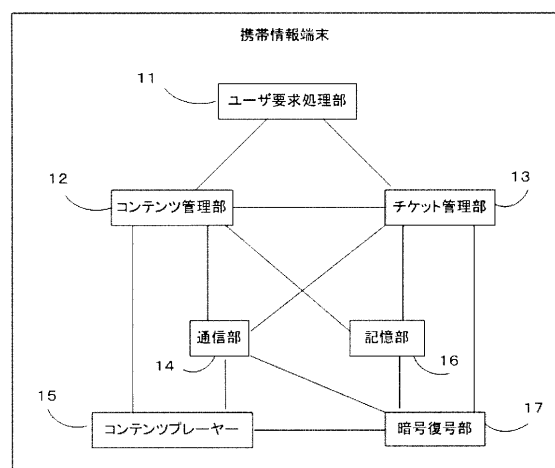 携帯情報端末
11
ユーザ要求処理部
12
コンテンツ管理部
13
チケット管理部
通信部
14
記憶部
16
15
コンテンツプレーヤー
暗号復号部
17